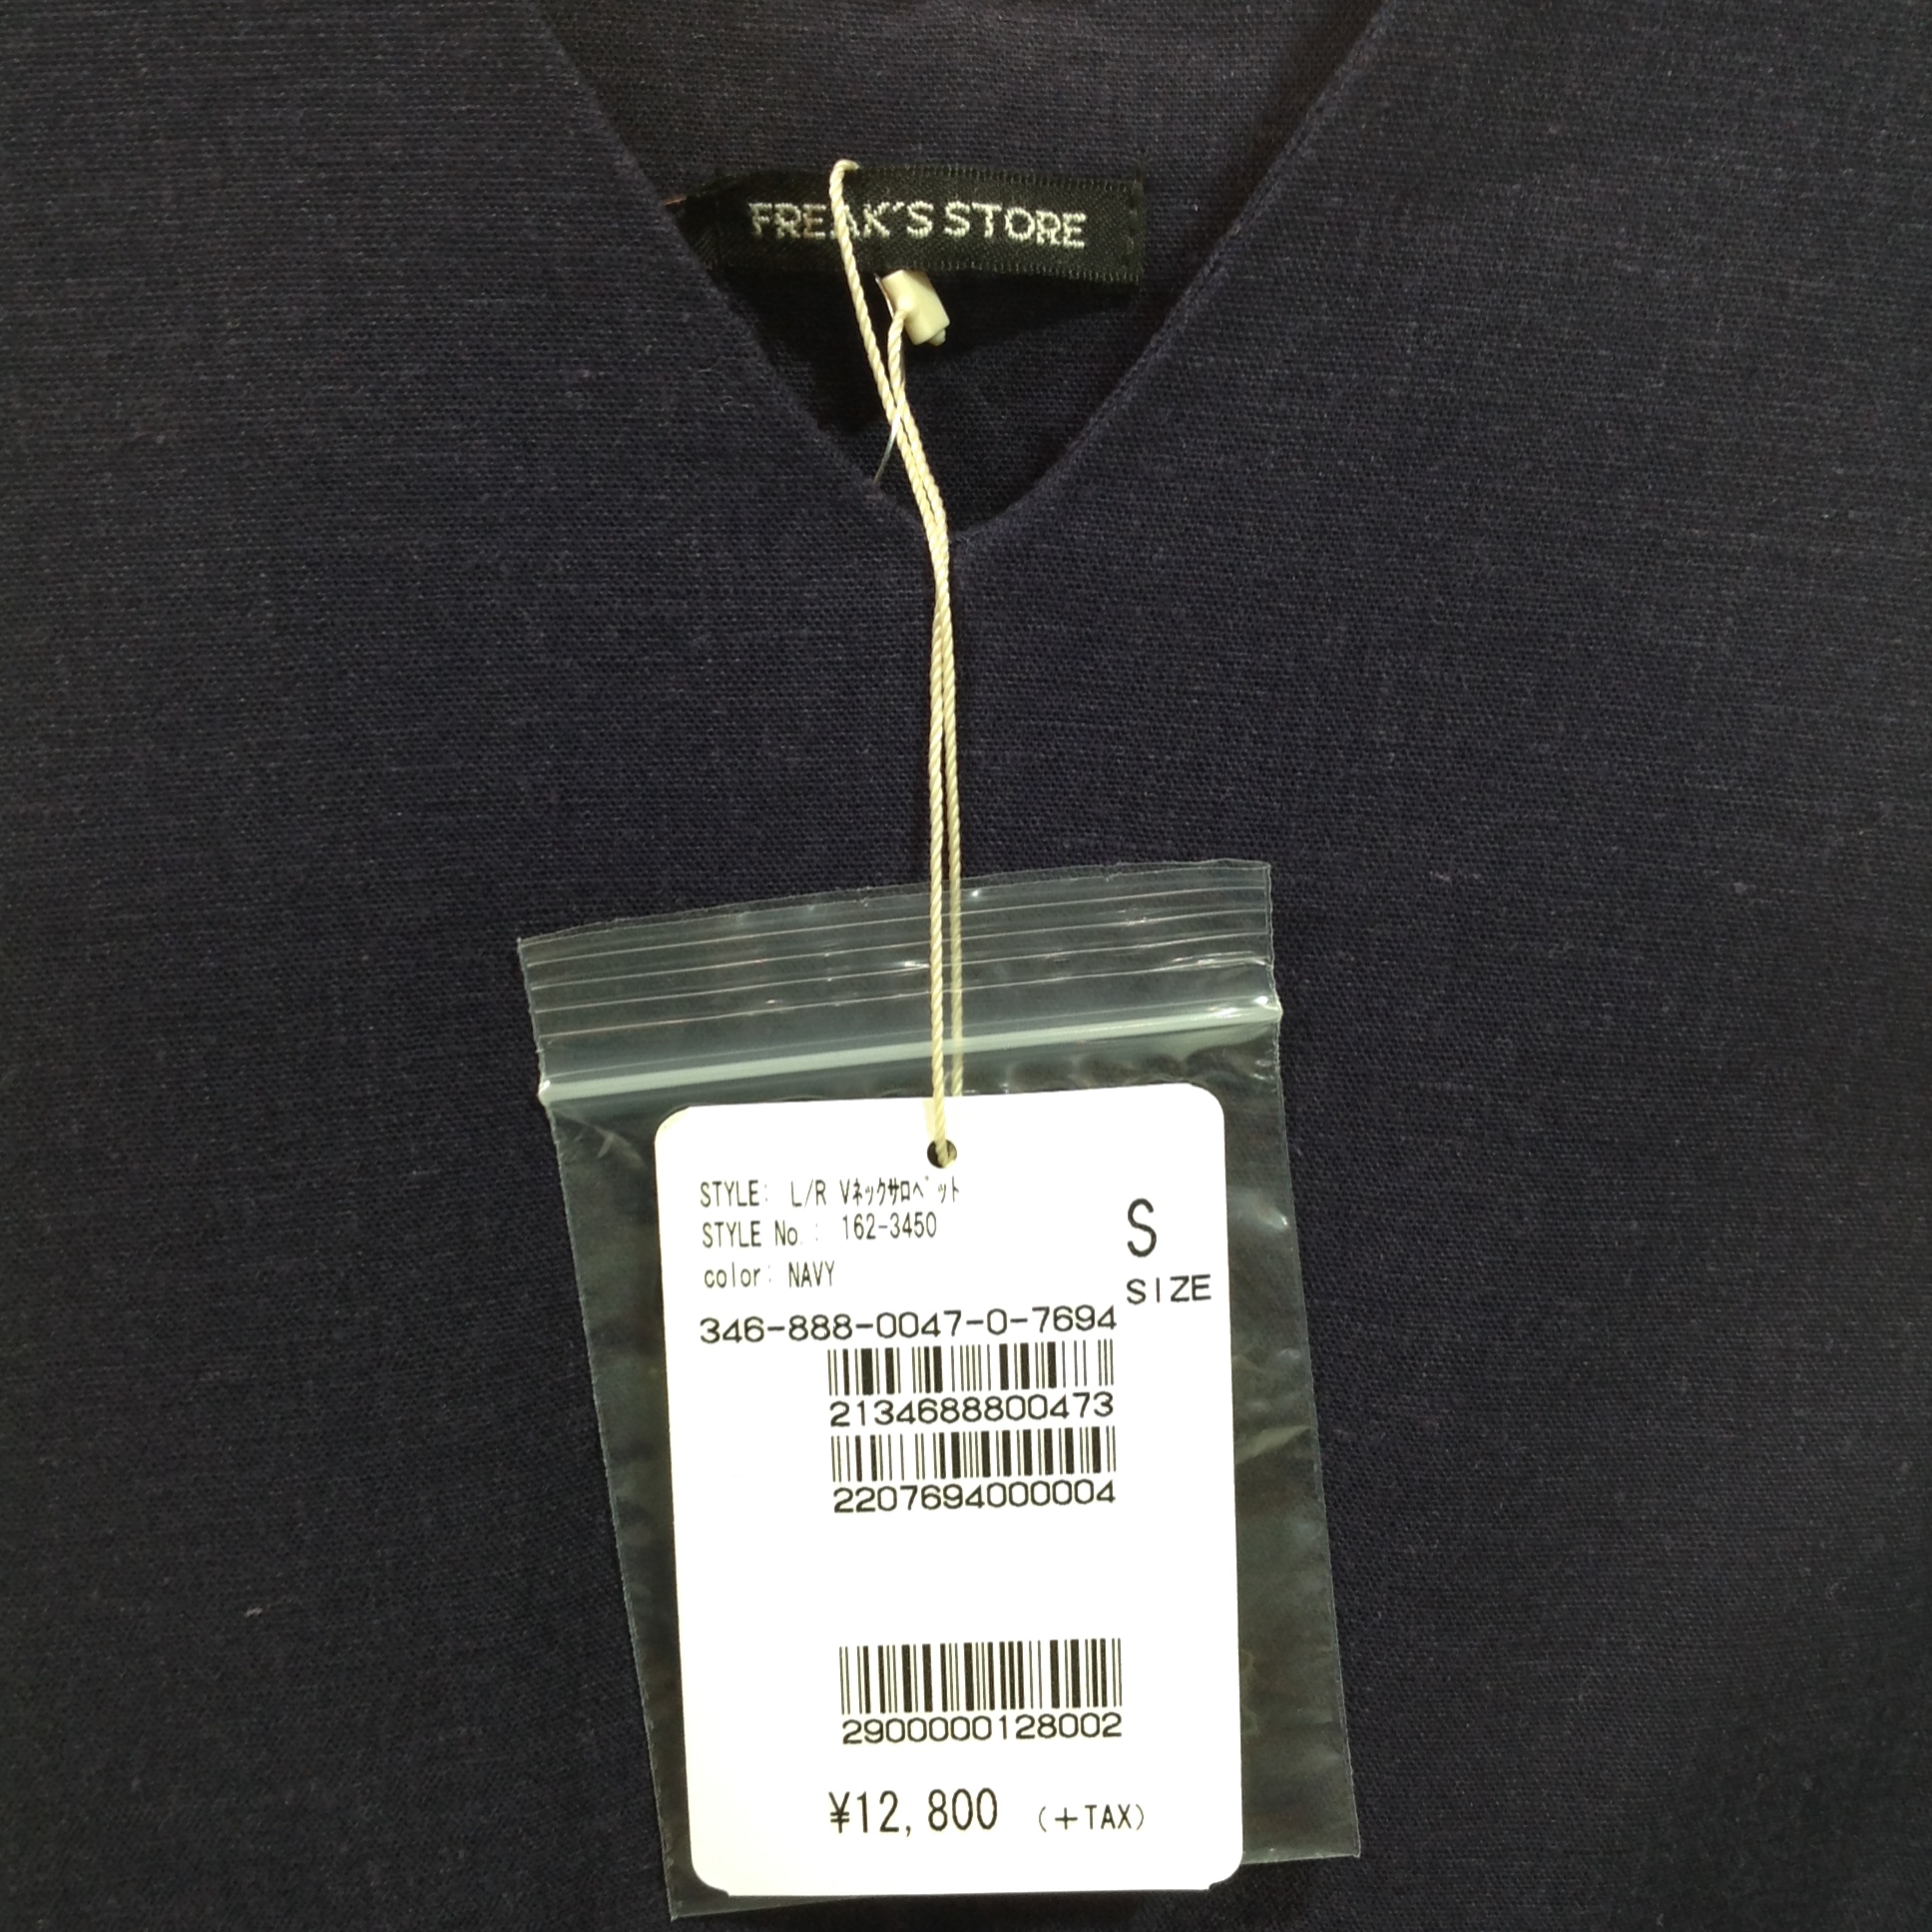 FREAK'S STORE
STYLE: L/R Vﾈｯｸｻﾛﾍﾟｯﾄ
STYLE No.: 162-3450
color: NAVY
S
SIZE
346-888-0047-0-7694
2134688800473
2207694000004
2900000128002
¥12,800 (+TAX)